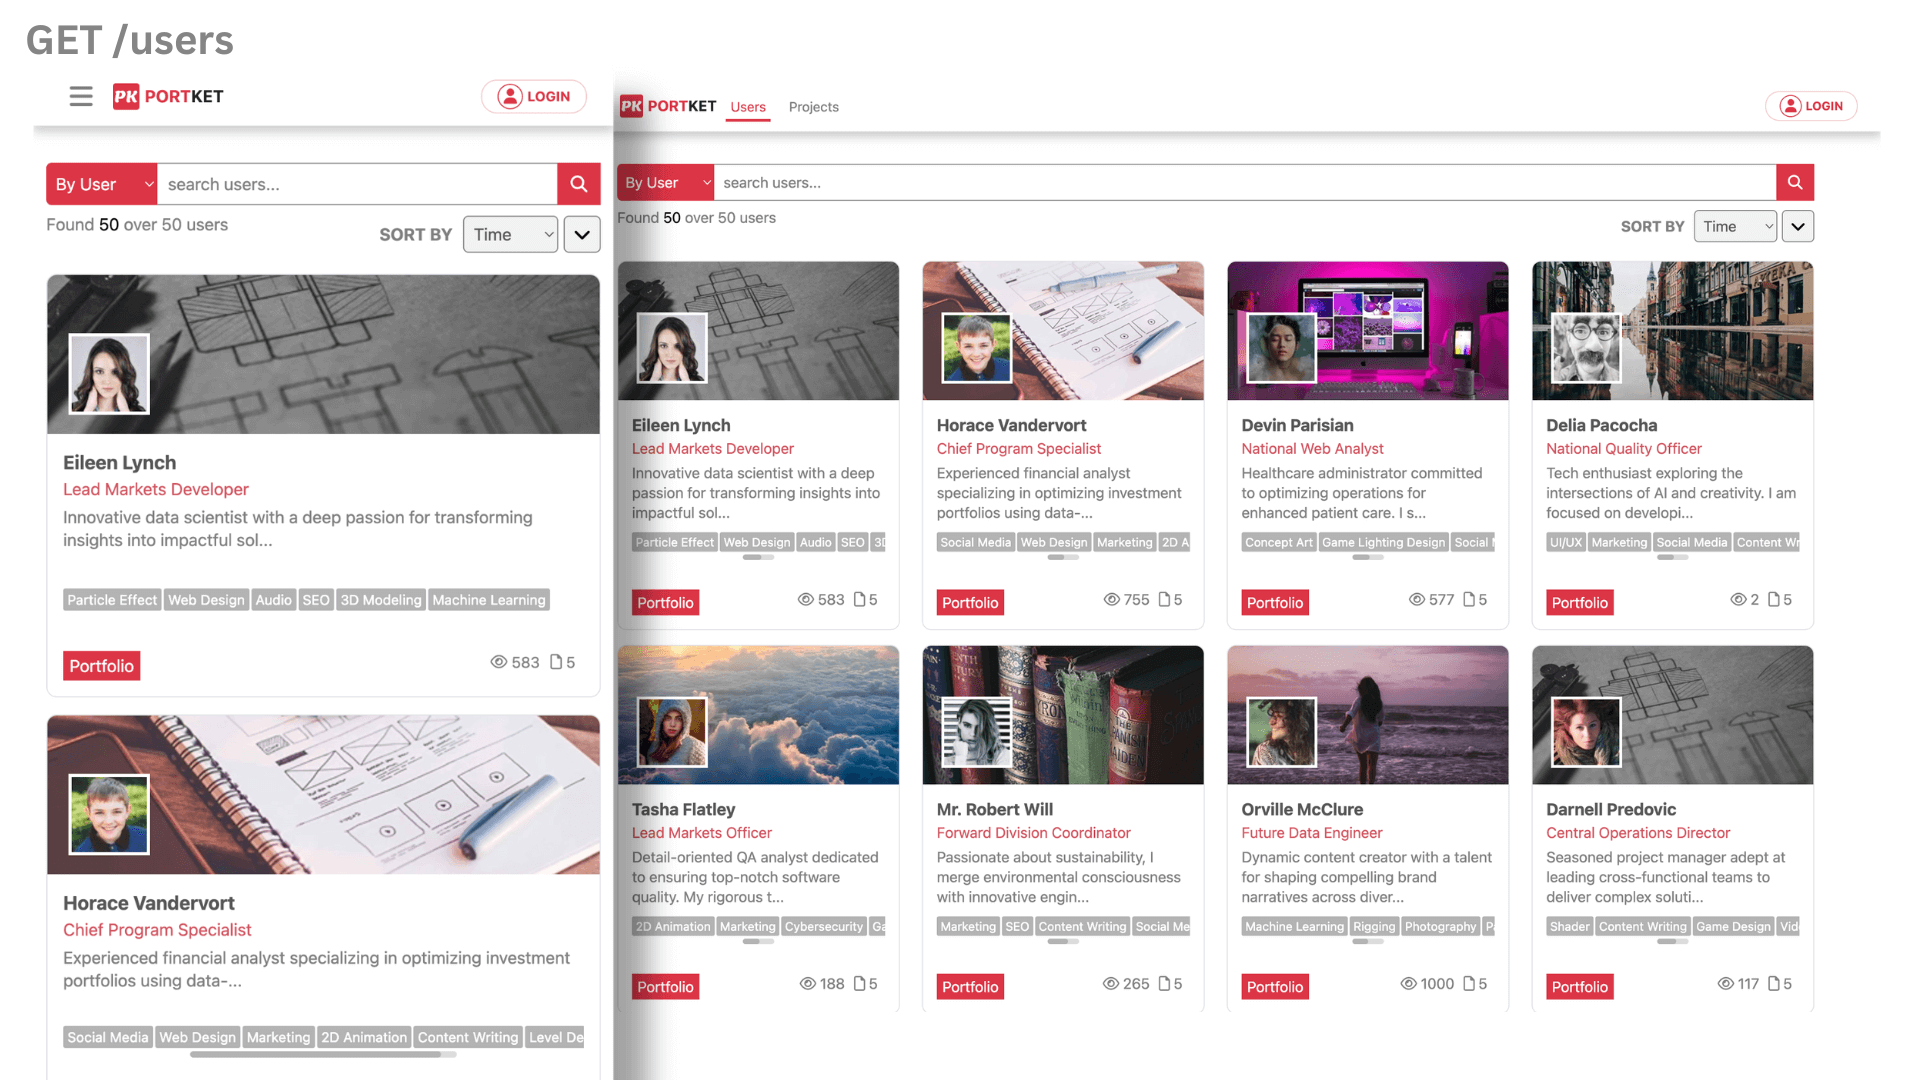 GET /users
PK PORTKET
LOGIN
By User
search users...
Found 50 over 50 users
SORT BY
Time
Eileen Lynch
Lead Markets Developer
Innovative data scientist with a deep passion for transforming
insights into impactful sol...
Particle Effect Web Design Audio SEO 3D Modeling Machine Learning
Portfolio
583 5
Horace Vandervort
Chief Program Specialist
Experienced financial analyst specializing in optimizing investment
portfolios using data-...
Social Media Web Design Marketing 2D Animation Content Writing Level De
PK PORTKET Users Projects
LOGIN
By User
search users...
Found 50 over 50 users
SORT BY
Time
Eileen Lynch
Lead Markets Developer
Innovative data scientist with a deep
passion for transforming insights into
impactful sol...
Particle Effect Web Design Audio SEO 3D
Portfolio
583 5
Horace Vandervort
Chief Program Specialist
Experienced financial analyst
specializing in optimizing investment
portfolios using data-...
Social Media Web Design Marketing 2D A
Portfolio
755 5
Devin Parisian
National Web Analyst
Healthcare administrator committed
to optimizing operations for
enhanced patient care. I s...
Concept Art Game Lighting Design Social
Portfolio
577 5
Delia Pacocha
National Quality Officer
Tech enthusiast exploring the
intersections of AI and creativity. I am
focused on developi...
UI/UX Marketing Social Media Content Wr
Portfolio
2 5
Tasha Flatley
Lead Markets Officer
Detail-oriented QA analyst dedicated
to ensuring top-notch software
quality. My rigorous t...
2D Animation Marketing Cybersecurity Ga
Portfolio
188 5
Mr. Robert Will
Forward Division Coordinator
Passionate about sustainability, I
merge environmental consciousness
with innovative engin...
Marketing SEO Content Writing Social Me
Portfolio
265 5
Orville McClure
Future Data Engineer
Dynamic content creator with a talent
for shaping compelling brand
narratives across diver...
Machine Learning Rigging Photography
Portfolio
1000 5
Darnell Predovic
Central Operations Director
Seasoned project manager adept at
leading cross-functional teams to
deliver complex soluti...
Shader Content Writing Game Design Vid
Portfolio
117 5